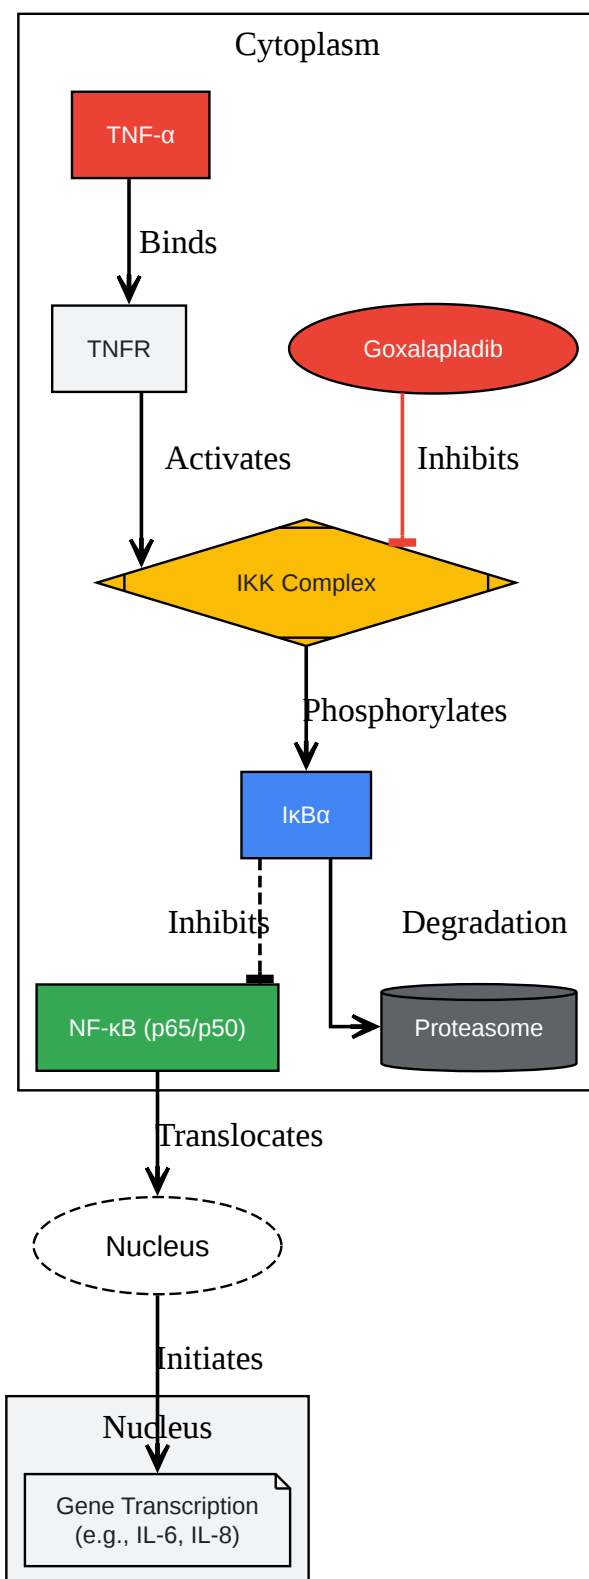 Cytoplasm
TNF-α
Binds
TNFR
Goxalapladib
Activates
Inhibits
IKK Complex
Phosphorylates
IκBα
Inhibits
Degradation
NF-κB (p65/p50)
Proteasome
Translocates
Nucleus
Initiates
Nucleus
Gene Transcription
(e.g., IL-6, IL-8)